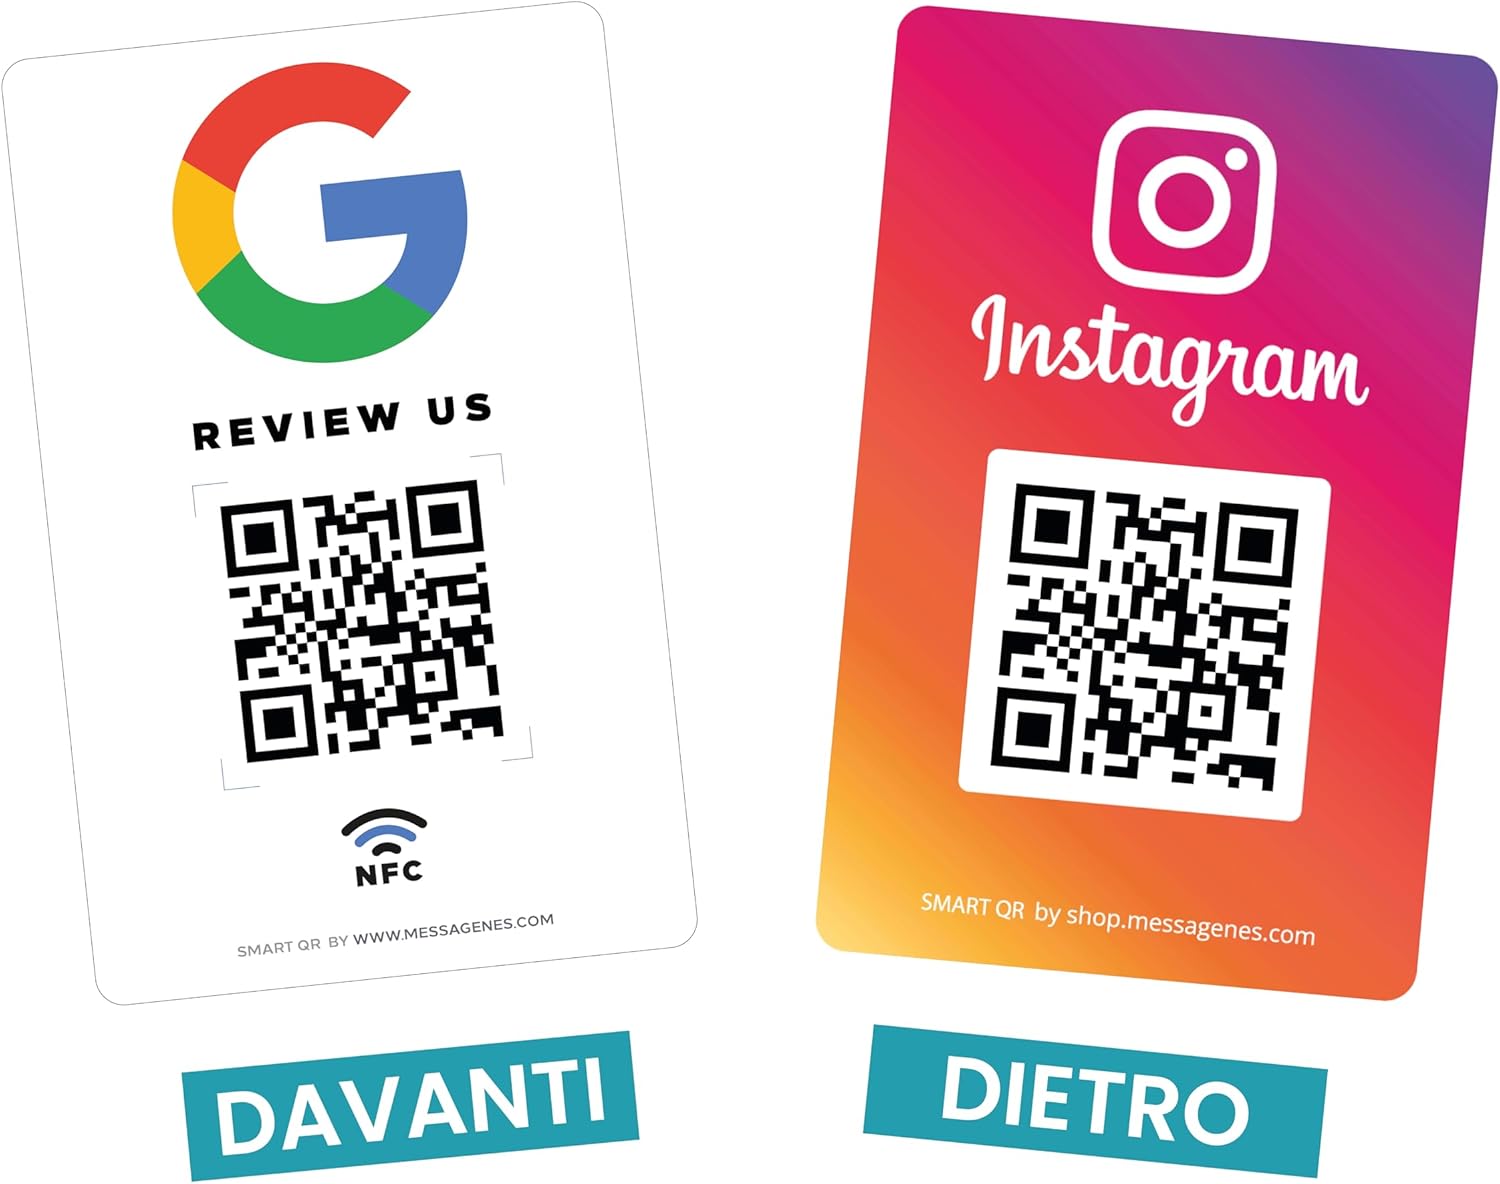 REVIEW US
NFC
SMART QR BY WWW.MESSAGENES.COM
DAVANTI
Instagram
SMART QR by shop.messagenes.com
DIETRO